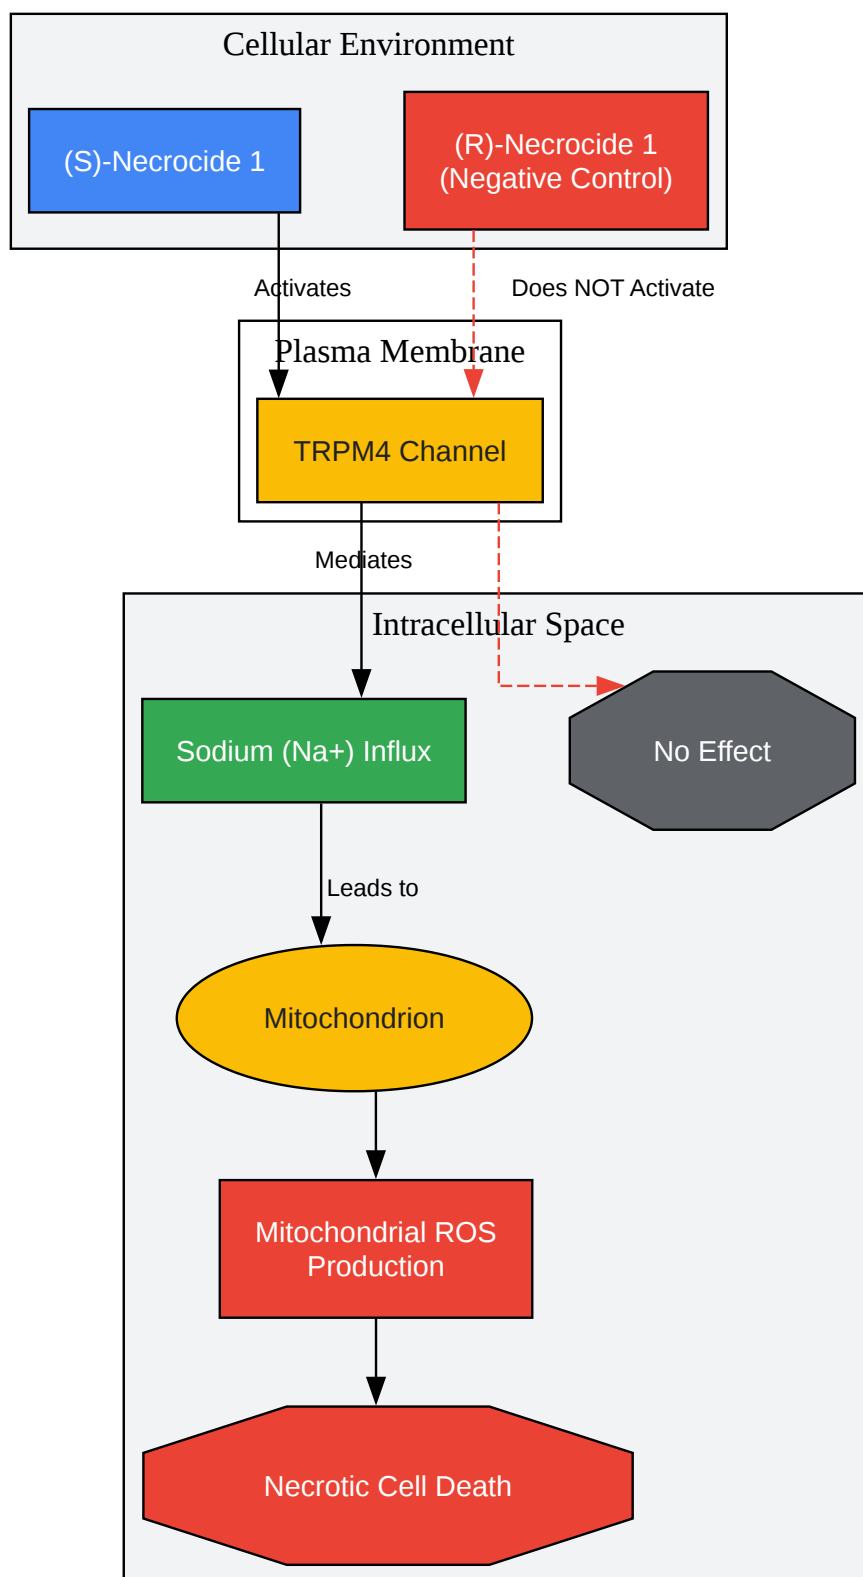 Cellular Environment
(S)-Necrocide 1
(R)-Necrocide 1
(Negative Control)
Activates
Does NOT Activate
Plasma Membrane
TRPM4 Channel
Mediates
Intracellular Space
Sodium (Na+) Influx
No Effect
Leads to
Mitochondrion
Mitochondrial ROS
Production
Necrotic Cell Death